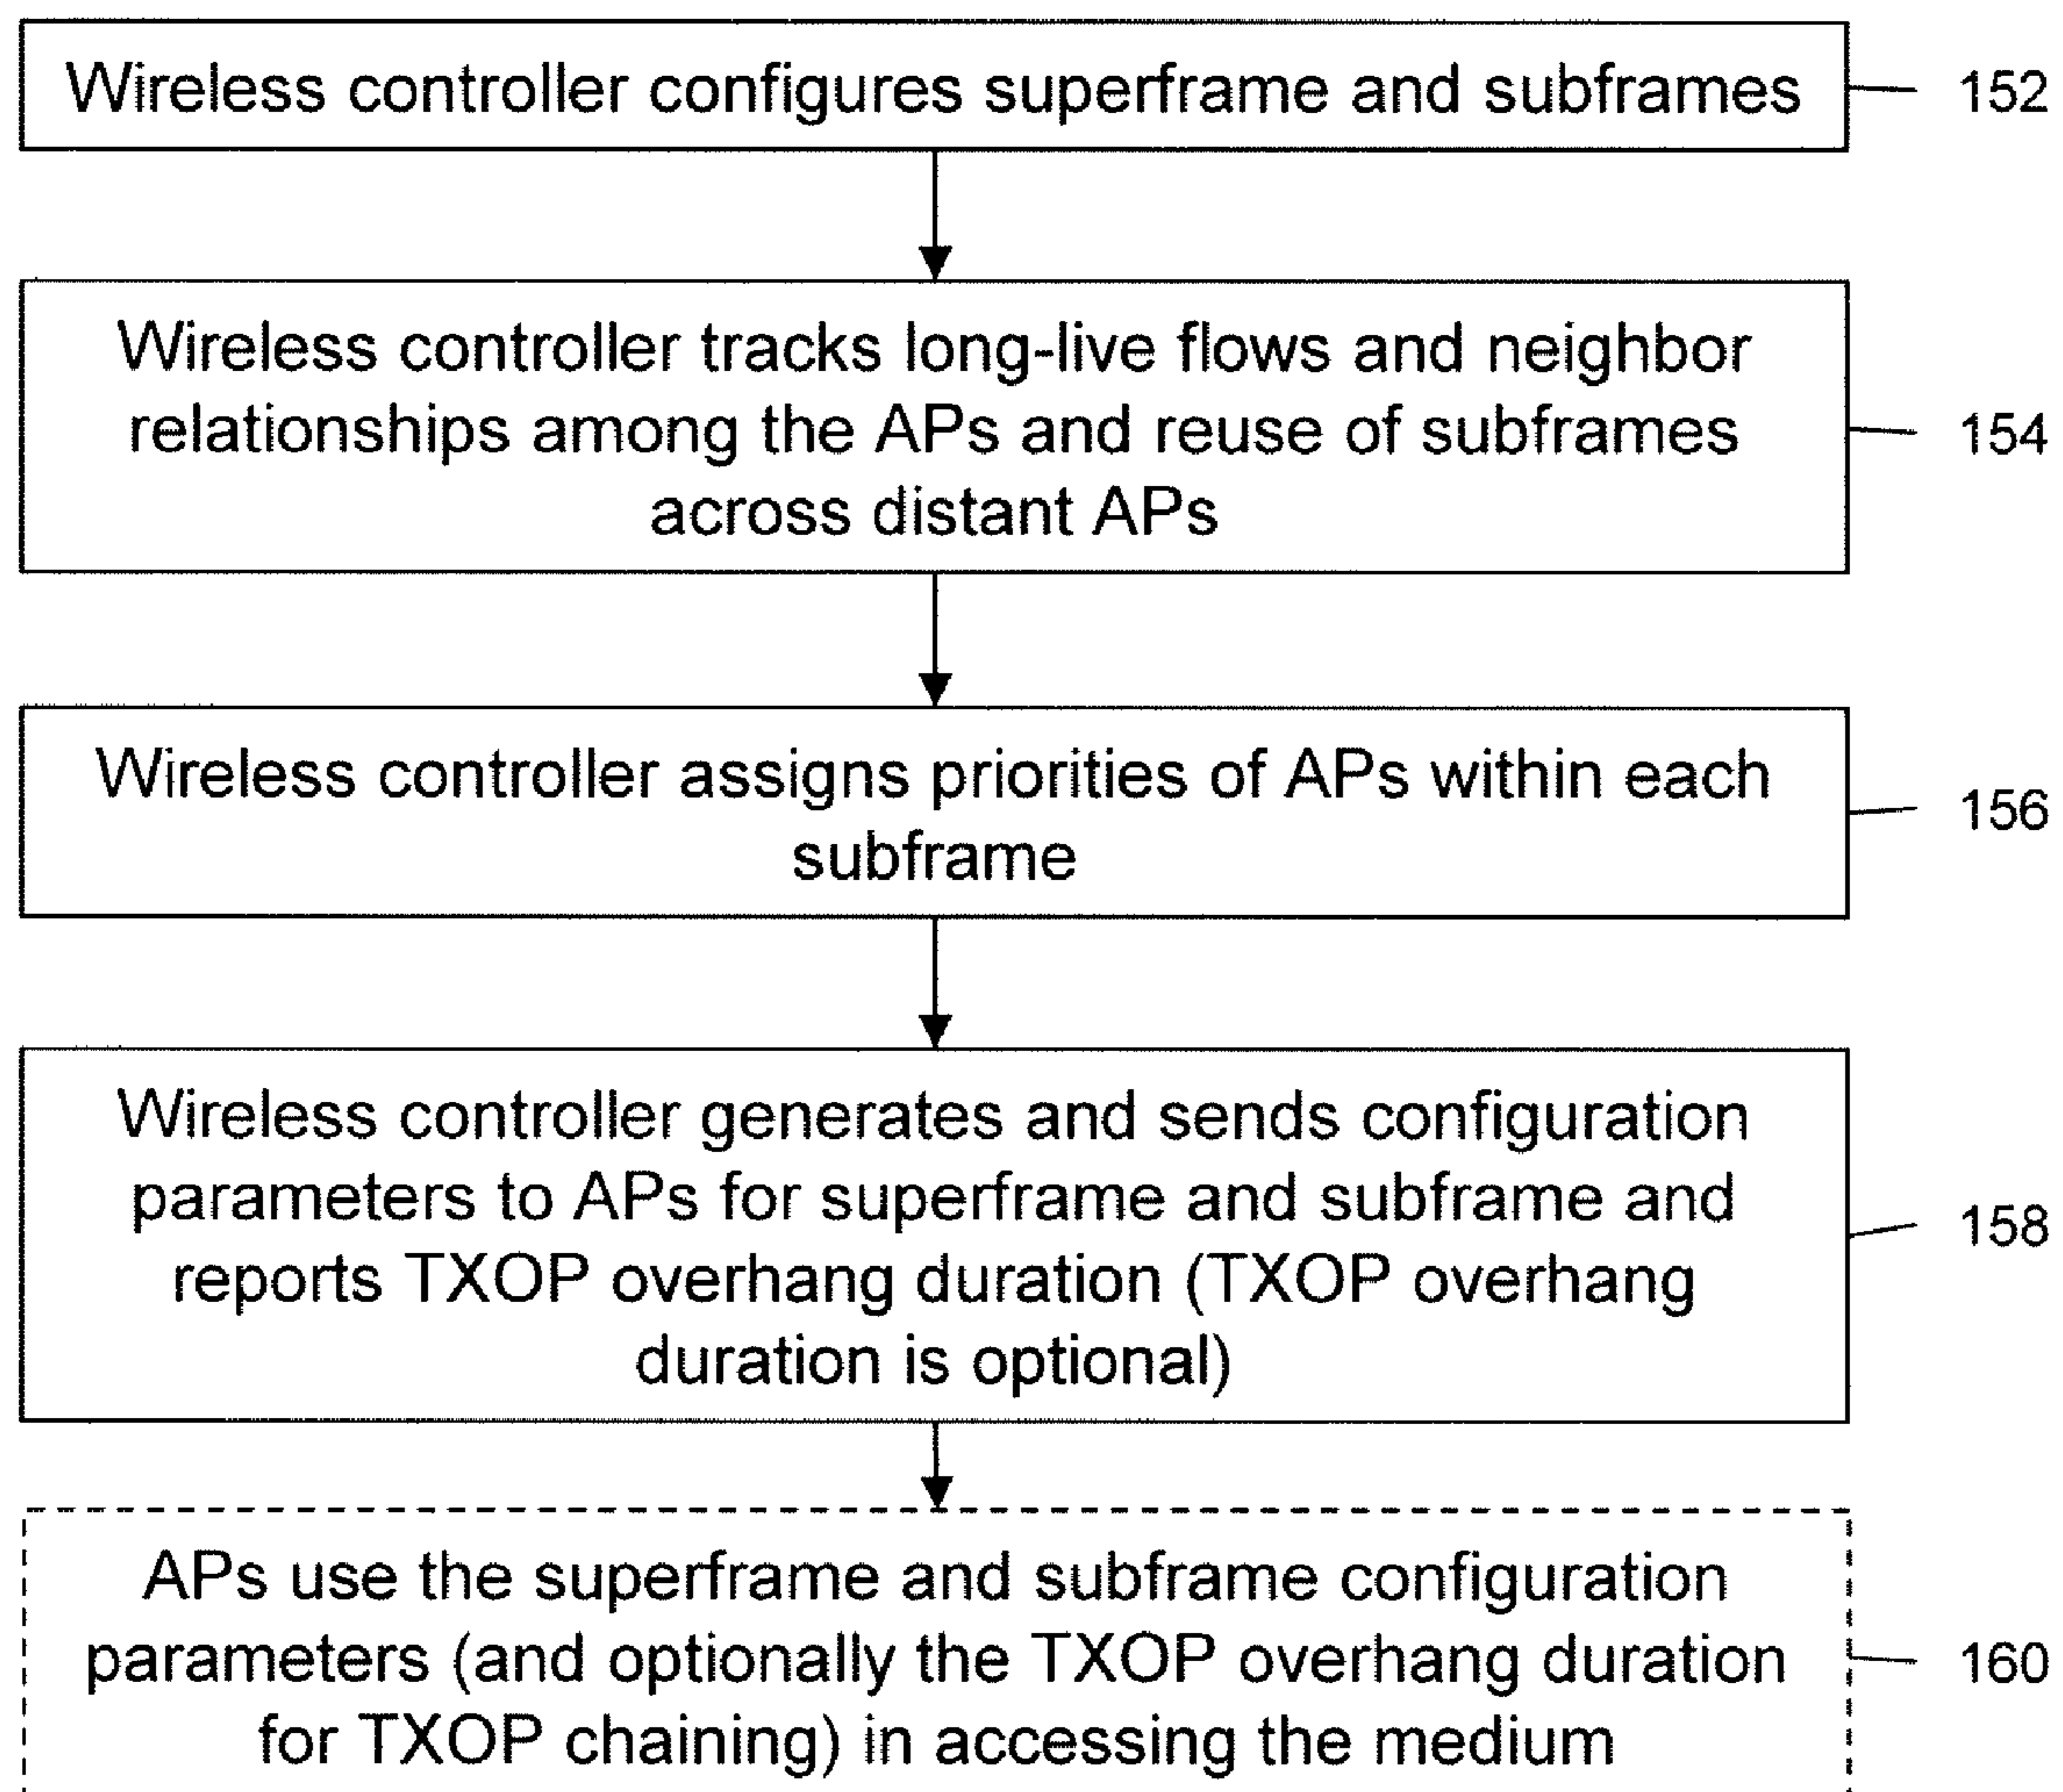 Wireless controller configures superframe and subframes
152
Wireless controller tracks long-live flows and neighbor
relationships among the APs and reuse of subframes
across distant APs
154
Wireless controller assigns priorities of APs within each
subframe
156
Wireless controller generates and sends configuration
parameters to APs for superframe and subframe and
reports TXOP overhang duration (TXOP overhang
duration is optional)
158
APs use the superframe and subframe configuration
parameters (and optionally the TXOP overhang duration
for TXOP chaining) in accessing the medium
160